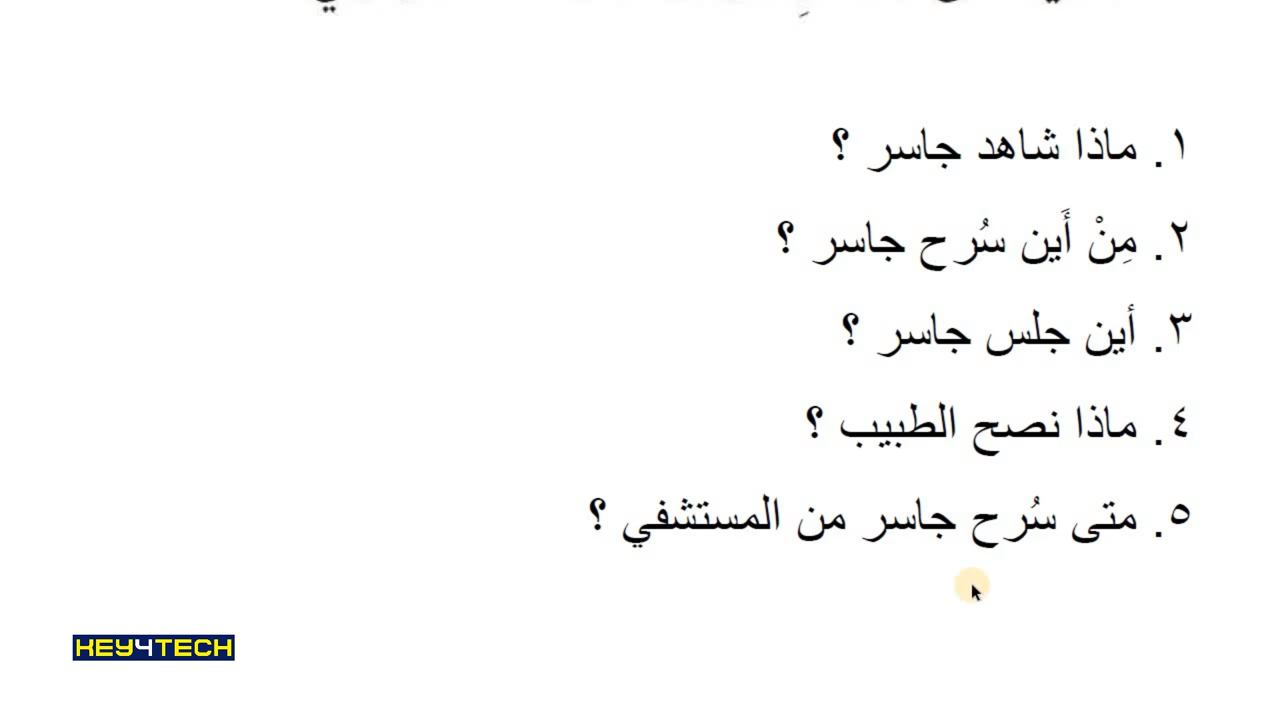 ١. ماذا شاهد جاسر ؟
٢. مِنْ أَين سُرح جاسر ؟
٣. أين جلس جاسر ؟
٤. ماذا نصح الطبيب ؟
٥. متى سُرح جاسر من المستشفي ؟
KEY4TECH